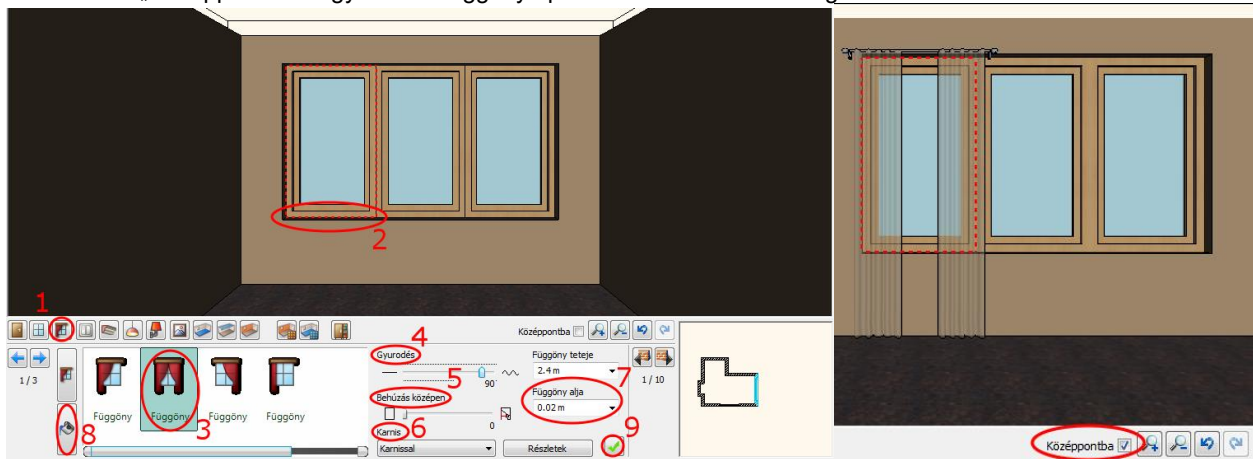 1
2
Középpontba
1 / 3
Függöny
Függöny
Függöny
Függöny
3
8
4
Gyurodés
90°
5
Behúzás középen
0
6
Karnis
Karnissal
Függöny teteje
2.4 m
7
Függöny alja
0.02 m
Részletek
9
1 / 10
Középpontba